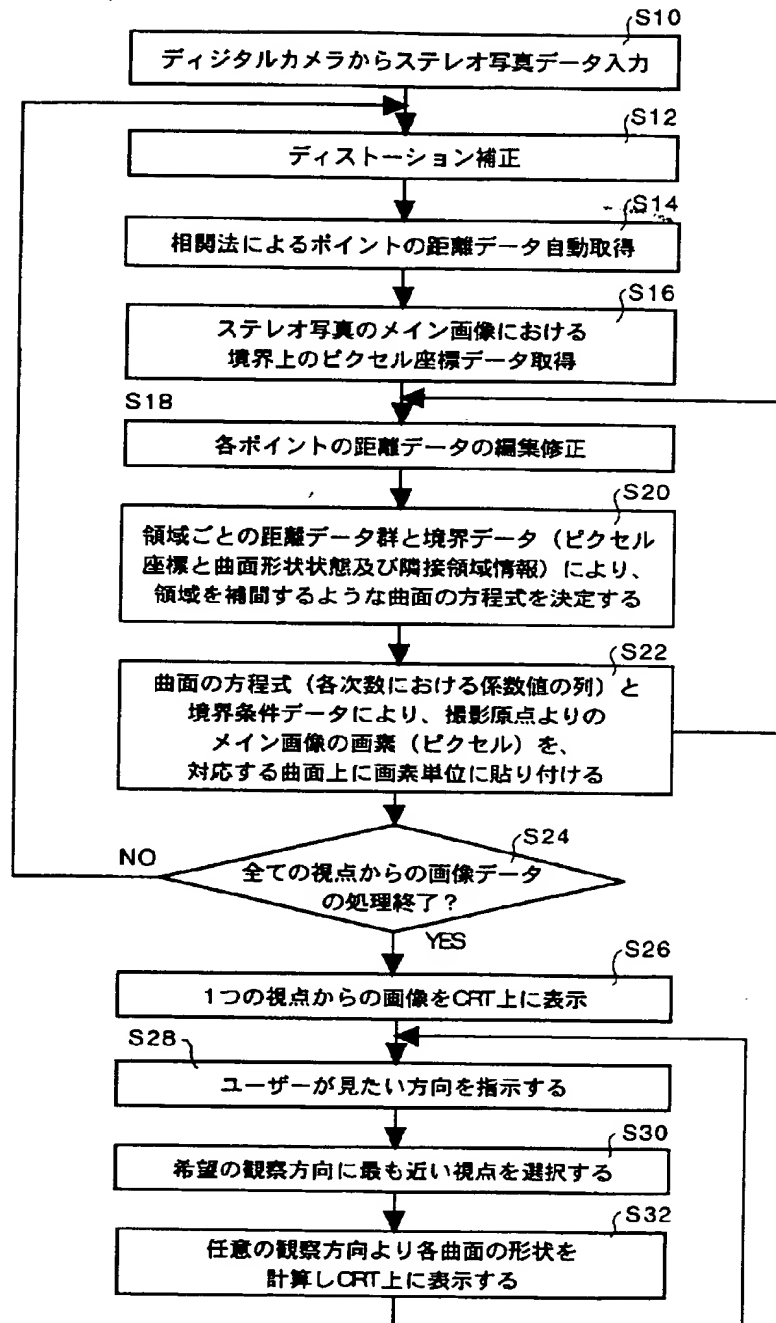 S10
ディジタルカメラからステレオ写真データ入力
S12
ディストーション補正
S14
相関法によるポイントの距離データ自動取得
S16
ステレオ写真のメイン画像における
境界上のピクセル座標データ取得
S18
各ポイントの距離データの編集修正
S20
領域ごとの距離データ群と境界データ（ピクセル
座標と曲面形状状態及び隣接領域情報）により、
領域を補間するような曲面の方程式を決定する
S22
曲面の方程式（各次数における係数値の列）と
境界条件データにより、撮影原点よりの
メイン画像の画素（ピクセル）を、
対応する曲面上に画素単位に貼り付ける
S24
NO
全ての視点からの画像データ
の処理終了？
YES
S26
1つの視点からの画像をCRT上に表示
S28
ユーザーが見たい方向を指示する
S30
希望の観察方向に最も近い視点を選択する
S32
任意の観察方向より各曲面の形状を
計算しCRT上に表示する